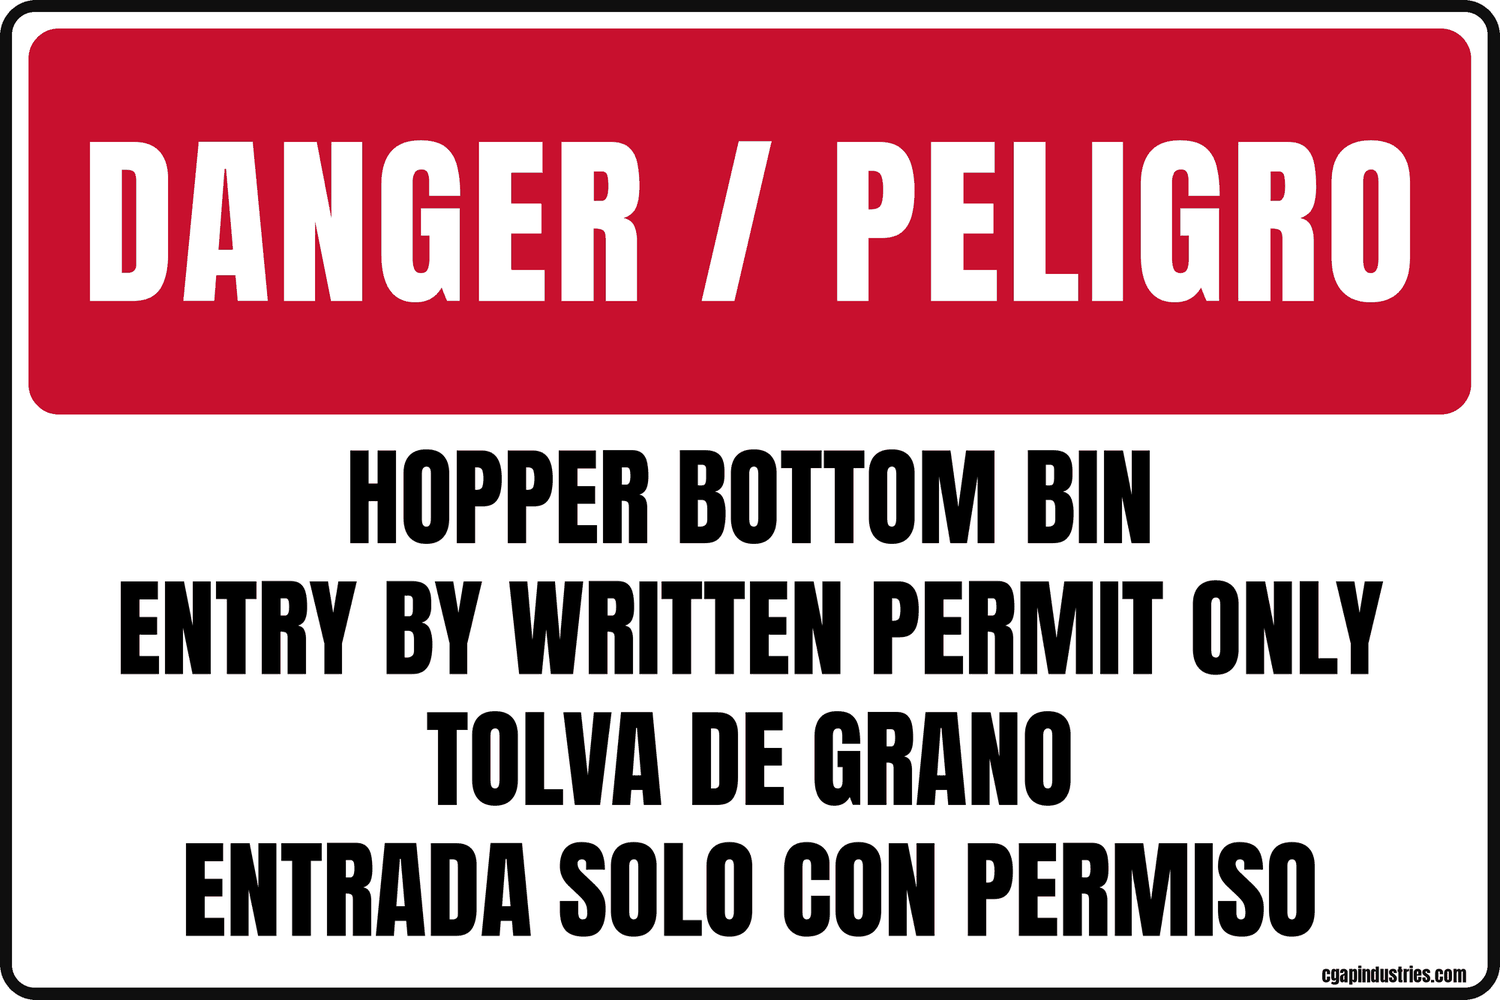 DANGER / PELIGRO
HOPPER BOTTOM BIN
ENTRY BY WRITTEN PERMIT ONLY
TOLVA DE GRANO
ENTRADA SOLO CON PERMISO
cgapindustries.com